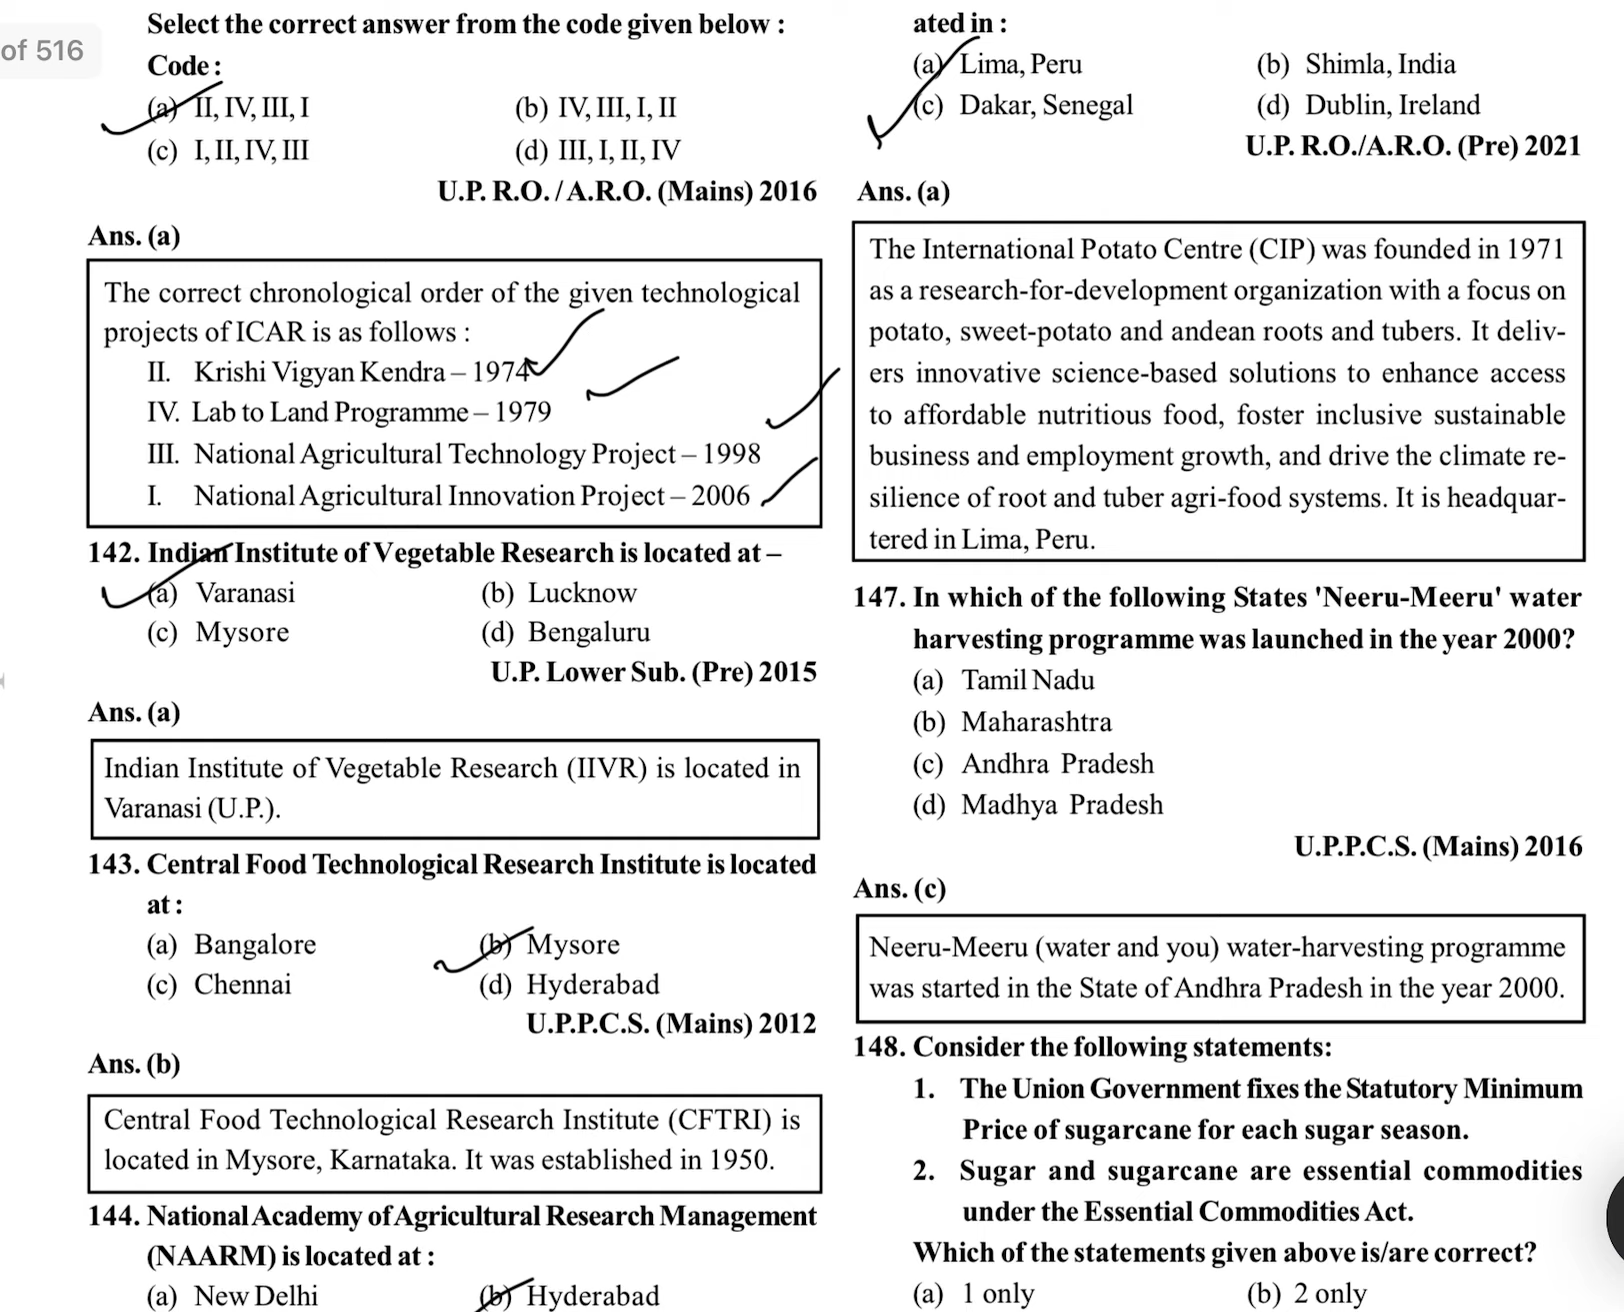 of 516
Select the correct answer from the code given below :
Code :
(a) II, IV, III, I (b) IV, III, I, II
(c) I, II, IV, III (d) III, I, II, IV
U.P. R.O. / A.R.O. (Mains) 2016
Ans. (a)
The correct chronological order of the given technological
projects of ICAR is as follows :
II. Krishi Vigyan Kendra – 1974
IV. Lab to Land Programme – 1979
III. National Agricultural Technology Project – 1998
I. National Agricultural Innovation Project – 2006
142. Indian Institute of Vegetable Research is located at –
(a) Varanasi (b) Lucknow
(c) Mysore (d) Bengaluru
U.P. Lower Sub. (Pre) 2015
Ans. (a)
Indian Institute of Vegetable Research (IIVR) is located in
Varanasi (U.P.).
143. Central Food Technological Research Institute is located
at :
(a) Bangalore (b) Mysore
(c) Chennai (d) Hyderabad
U.P.P.C.S. (Mains) 2012
Ans. (b)
Central Food Technological Research Institute (CFTRI) is
located in Mysore, Karnataka. It was established in 1950.
144. National Academy of Agricultural Research Management
(NAARM) is located at :
(a) New Delhi (b) Hyderabad
ated in :
(a) Lima, Peru (b) Shimla, India
(c) Dakar, Senegal (d) Dublin, Ireland
U.P. R.O./A.R.O. (Pre) 2021
Ans. (a)
The International Potato Centre (CIP) was founded in 1971
as a research-for-development organization with a focus on
potato, sweet-potato and andean roots and tubers. It deliv-
ers innovative science-based solutions to enhance access
to affordable nutritious food, foster inclusive sustainable
business and employment growth, and drive the climate re-
silience of root and tuber agri-food systems. It is headquar-
tered in Lima, Peru.
147. In which of the following States 'Neeru-Meeru' water
harvesting programme was launched in the year 2000?
(a) Tamil Nadu
(b) Maharashtra
(c) Andhra Pradesh
(d) Madhya Pradesh
U.P.P.C.S. (Mains) 2016
Ans. (c)
Neeru-Meeru (water and you) water-harvesting programme
was started in the State of Andhra Pradesh in the year 2000.
148. Consider the following statements:
1. The Union Government fixes the Statutory Minimum
Price of sugarcane for each sugar season.
2. Sugar and sugarcane are essential commodities
under the Essential Commodities Act.
Which of the statements given above is/are correct?
(a) 1 only (b) 2 only